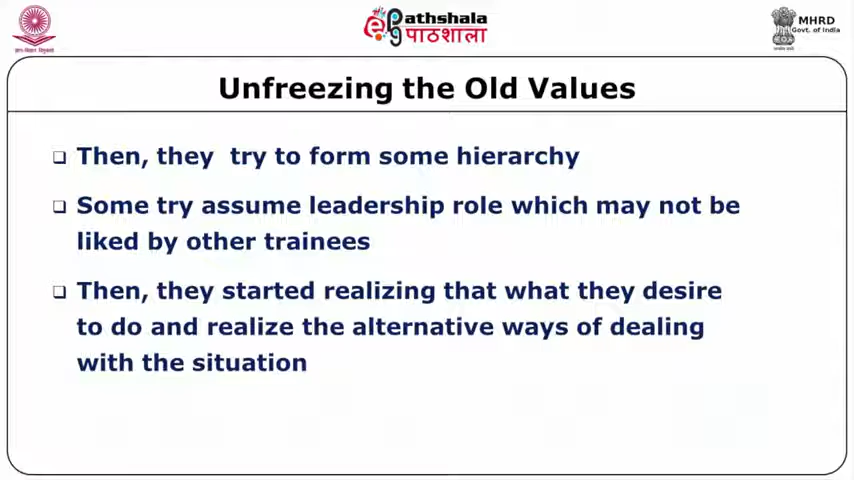 ePathshala
पाठशाला
MHRD
Govt. of India
Unfreezing the Old Values
Then, they try to form some hierarchy
Some try assume leadership role which may not be
liked by other trainees
Then, they started realizing that what they desire
to do and realize the alternative ways of dealing
with the situation